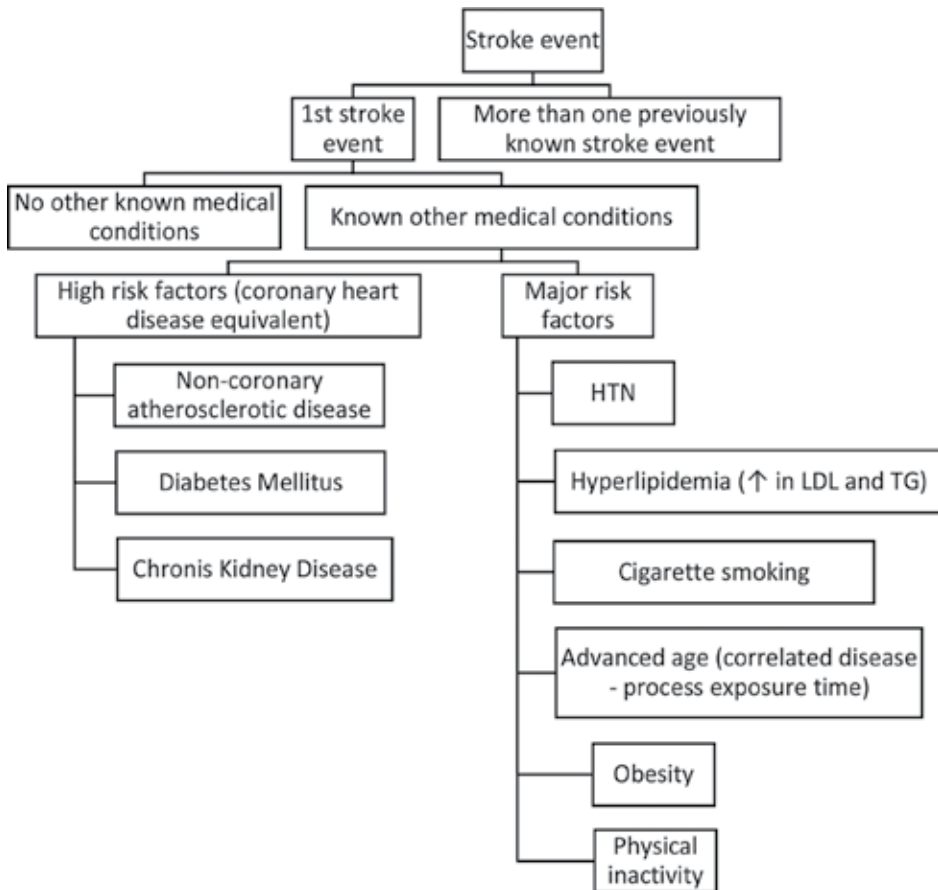 Stroke event
1st stroke
event
More than one previously
known stroke event
No other known medical
conditions
Known other medical conditions
High risk factors (coronary heart
disease equivalent)
Major risk
factors
Non-coronary
atherosclerotic disease
Diabetes Mellitus
Chronis Kidney Disease
HTN
Hyperlipidemia (↑ in LDL and TG)
Cigarette smoking
Advanced age (correlated disease
- process exposure time)
Obesity
Physical
inactivity